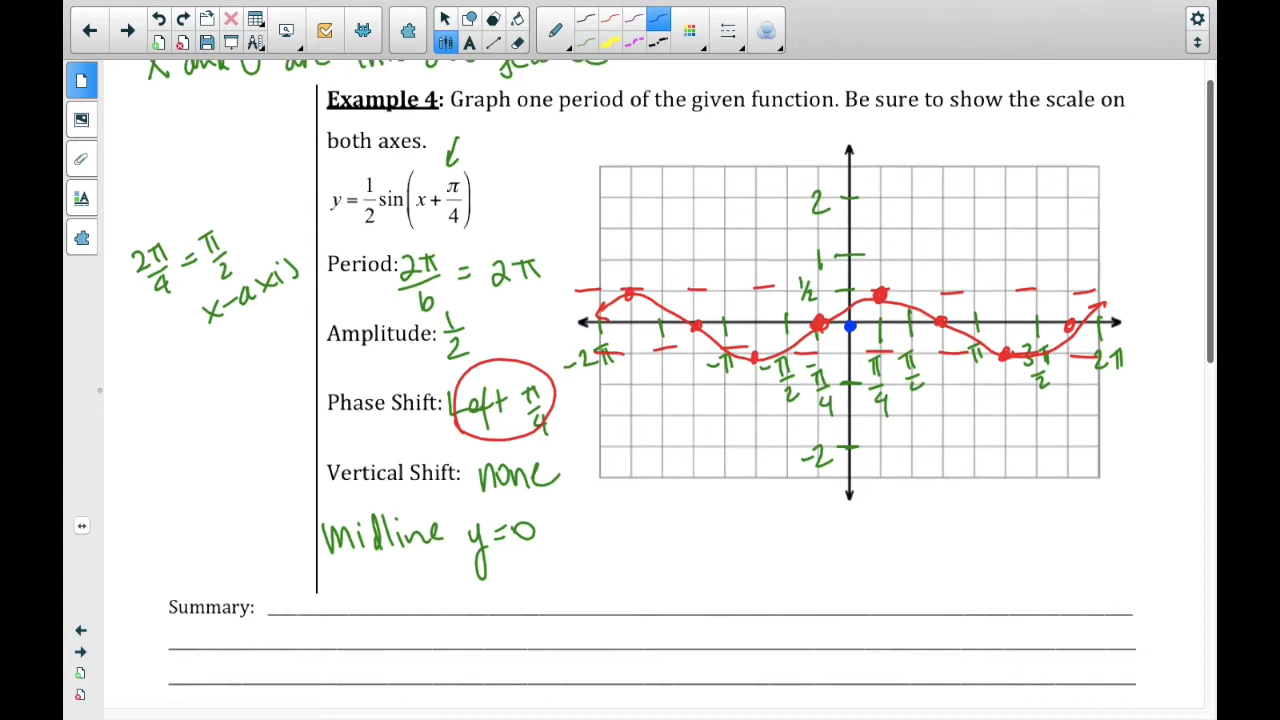 x and
Example 4: Graph one period of the given function. Be sure to show the scale on
both axes.
y = 1/2 sin(x + π/4)
2π/4 = π/2
x-axis
Period: 2π/b = 2π
Amplitude: 1/2
Phase Shift: Left π/4
Vertical Shift: none
midline y=0
2
1
1/2
-2π -π -π/2 -π/4 π/4 π/2 π 3π/2 2π
-2
Summary: